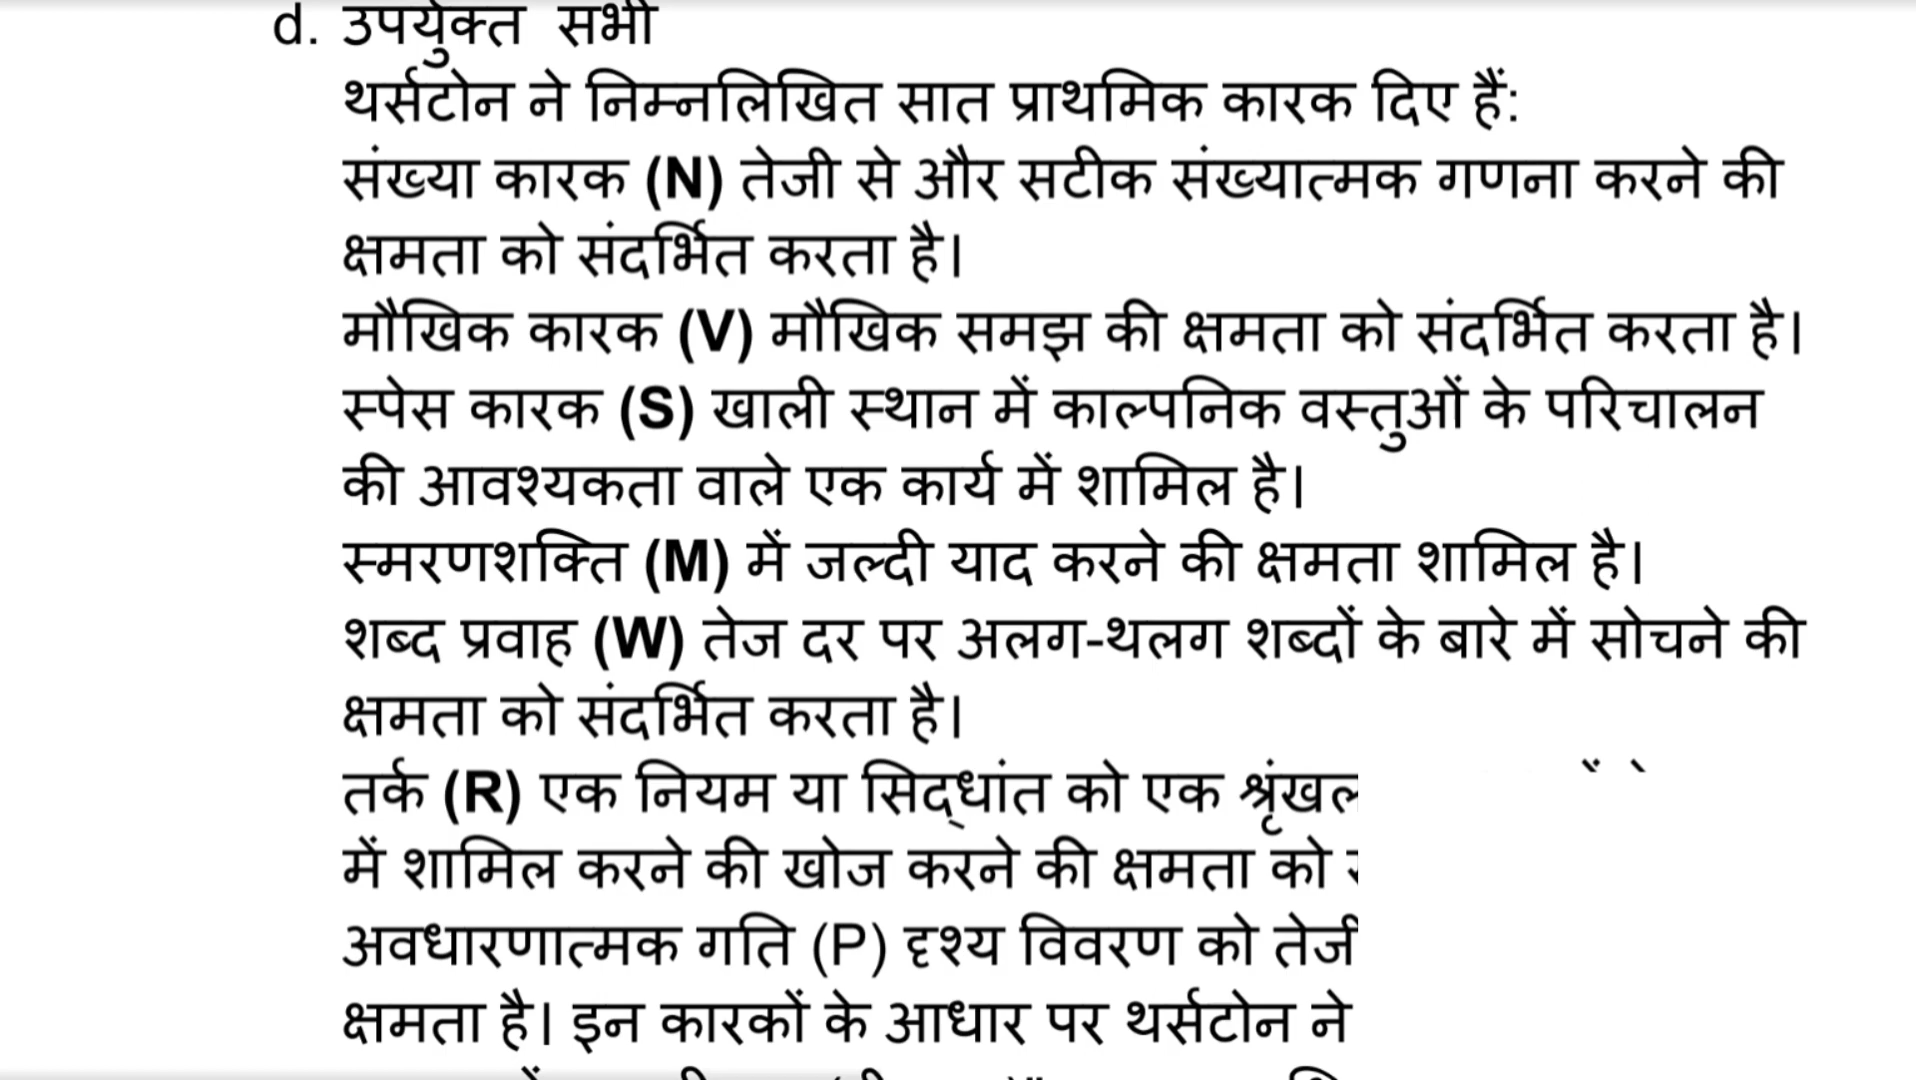 d. उपर्युक्त सभी
थर्सटोन ने निम्नलिखित सात प्राथमिक कारक दिए हैं:
संख्या कारक (N) तेजी से और सटीक संख्यात्मक गणना करने की
क्षमता को संदर्भित करता है।
मौखिक कारक (V) मौखिक समझ की क्षमता को संदर्भित करता है।
स्पेस कारक (S) खाली स्थान में काल्पनिक वस्तुओं के परिचालन
की आवश्यकता वाले एक कार्य में शामिल है।
स्मरणशक्ति (M) में जल्दी याद करने की क्षमता शामिल है।
शब्द प्रवाह (W) तेज दर पर अलग-थलग शब्दों के बारे में सोचने की
क्षमता को संदर्भित करता है।
तर्क (R) एक नियम या सिद्धांत को एक
में शामिल करने की खोज करने की क्षमता को
अवधारणात्मक गति (P) दृश्य विवरण को
क्षमता है। इन कारकों के आधार पर थर्सटोन ने